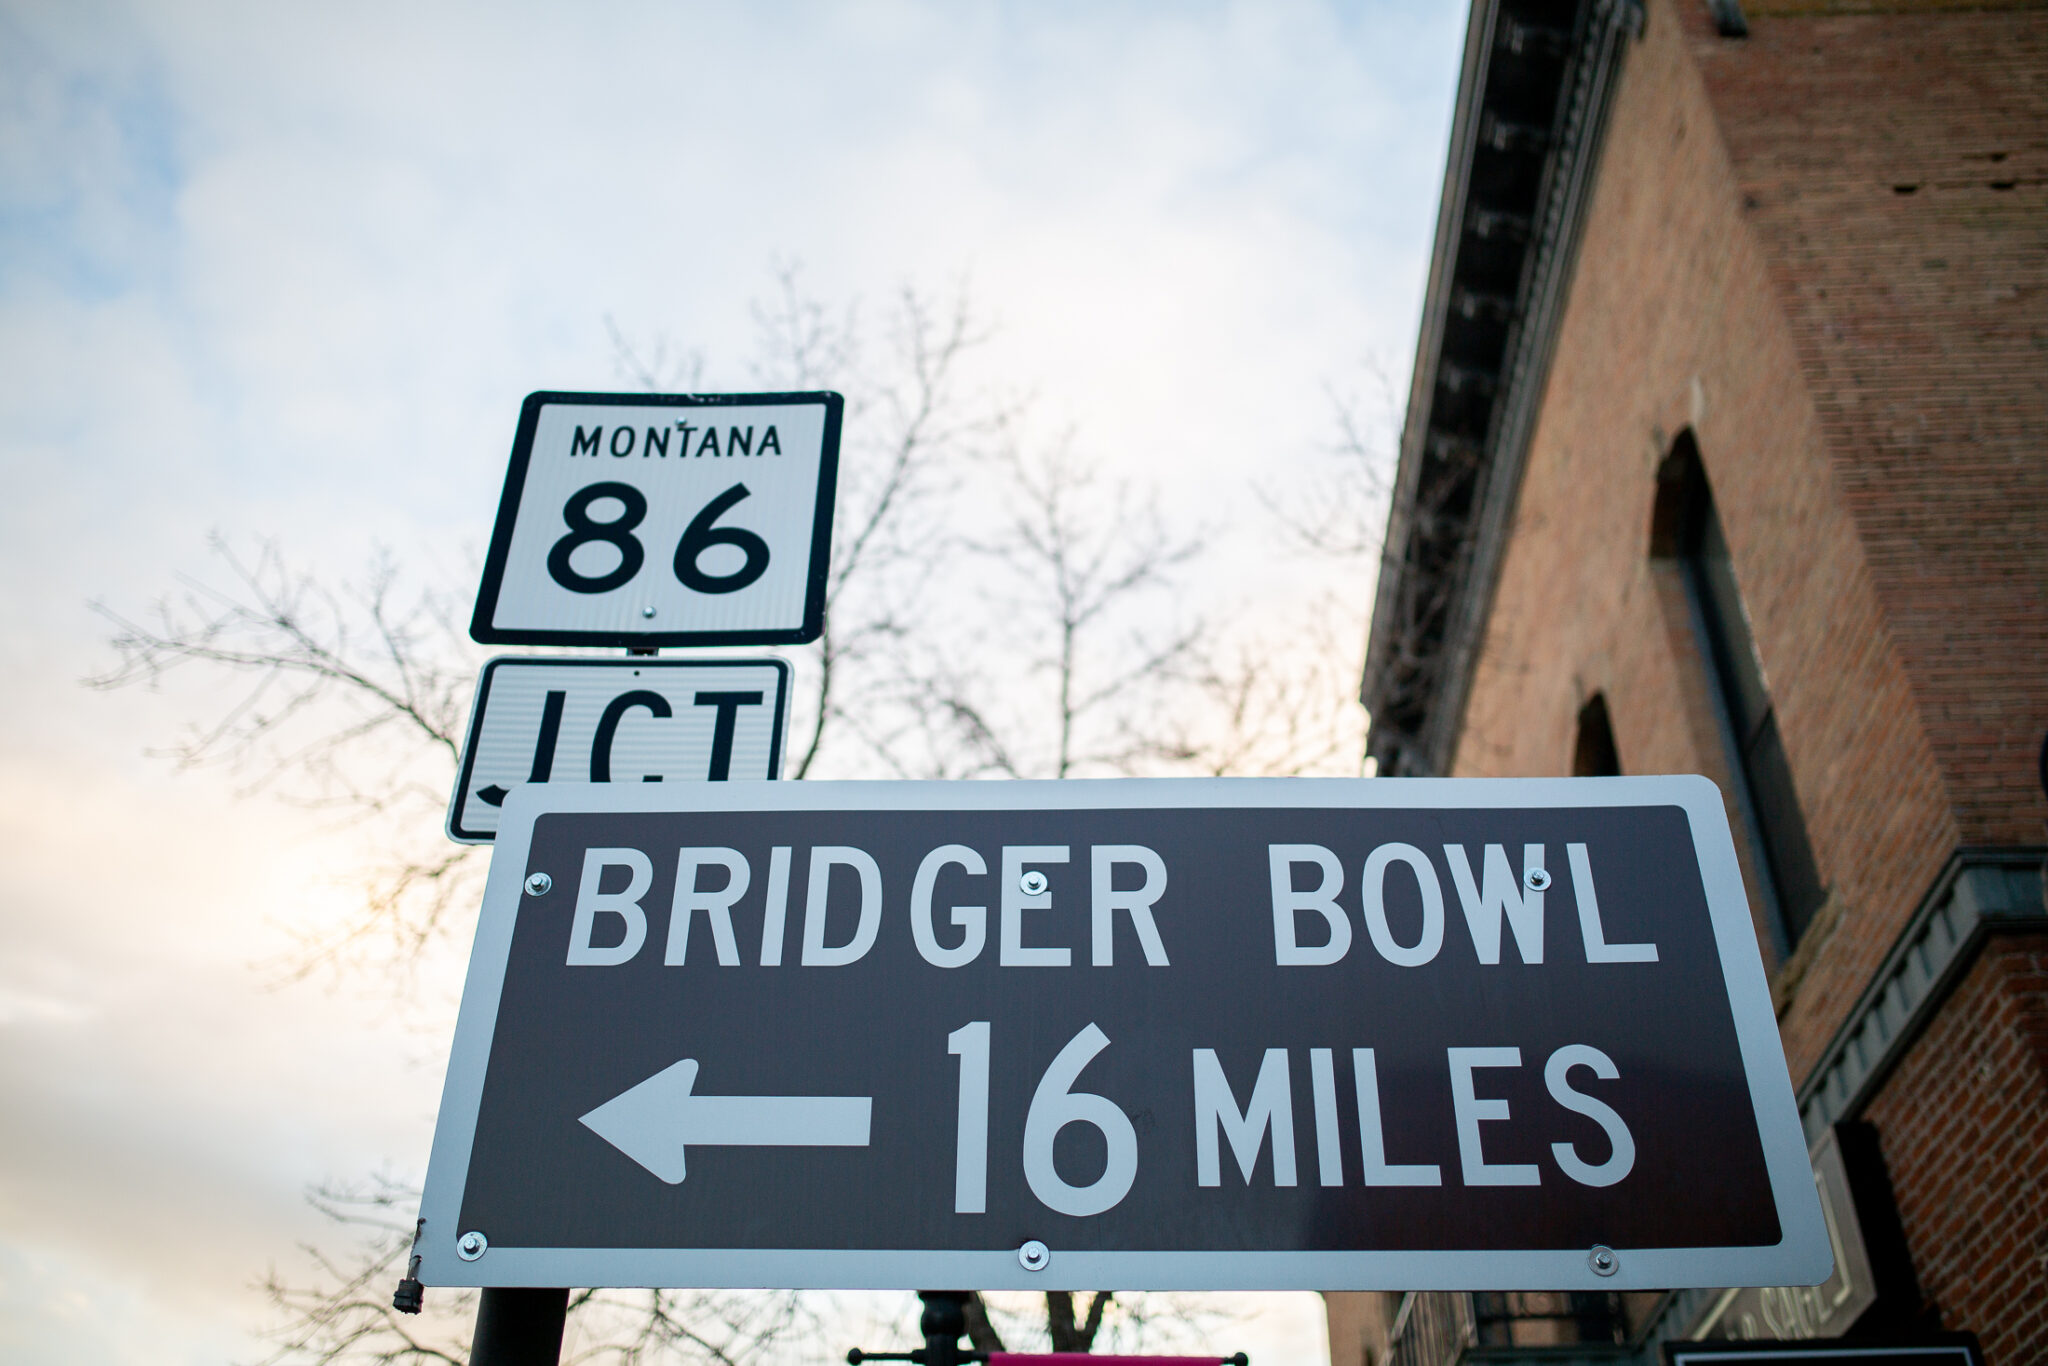 MONTANA
86
JCT
BRIDGER BOWL
16 MILES